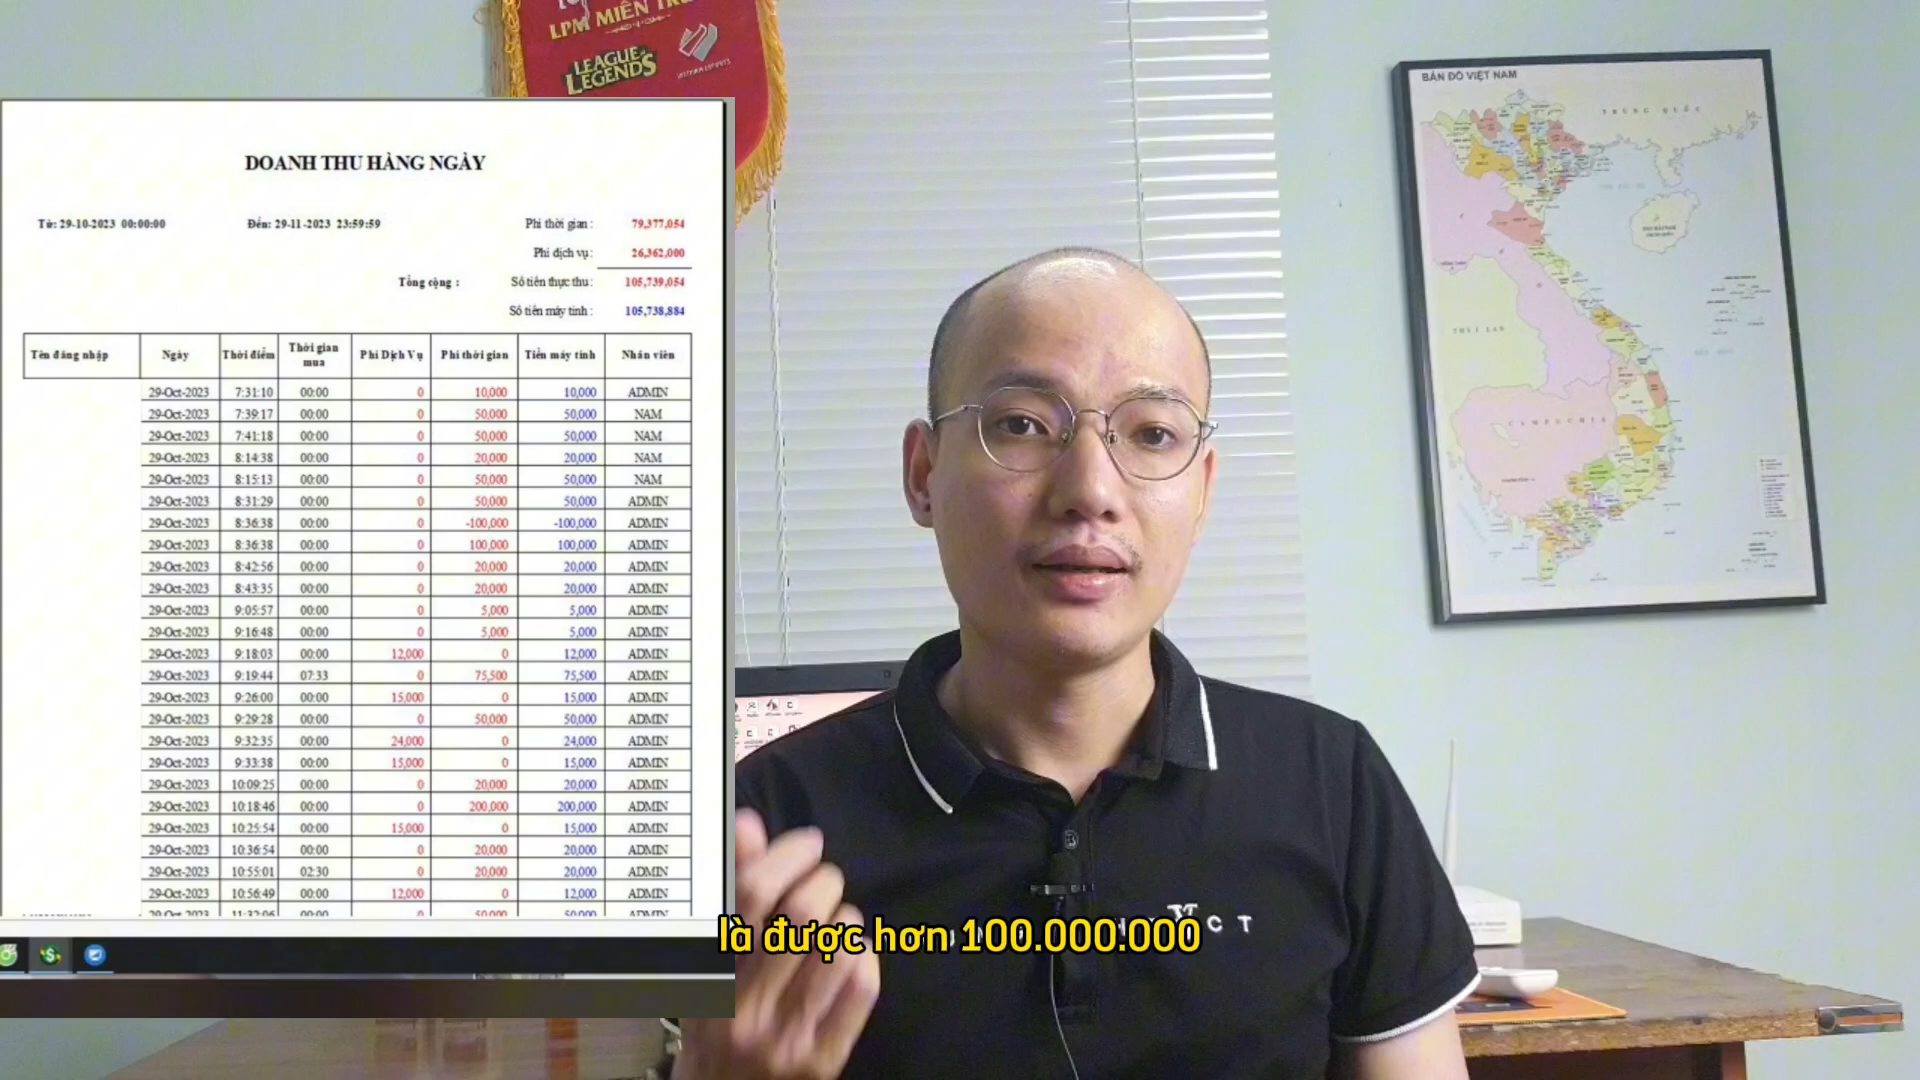 LPM MIỀN TRU
LEAGUE
LEGENDS
BẢN ĐỒ VIỆT NAM
TRUNG QUỐC
THÁI LAN
CAMPUCHIA
DOANH THU HÀNG NGÀY
Từ: 29-10-2023 00:00:00 Đến: 29-11-2023 23:59:59 Phí thời gian : 79,377,054
Phí dịch vụ : 26,362,000
Tổng cộng : Số tiền thực thu : 105,739,054
Số tiền máy tính : 105,738,884
Tên đăng nhập Ngày Thời điểm Thời gian mua Phí Dịch Vụ Phí thời gian Tiền máy tính Nhân viên
29-Oct-2023 7:31:10 00:00 0 10,000 10,000 ADMIN
29-Oct-2023 7:39:17 00:00 0 50,000 50,000 NAM
29-Oct-2023 7:41:18 00:00 0 50,000 50,000 NAM
29-Oct-2023 8:14:38 00:00 0 20,000 20,000 NAM
29-Oct-2023 8:15:13 00:00 0 50,000 50,000 NAM
29-Oct-2023 8:31:29 00:00 0 50,000 50,000 ADMIN
29-Oct-2023 8:36:38 00:00 0 -100,000 -100,000 ADMIN
29-Oct-2023 8:36:38 00:00 0 100,000 100,000 ADMIN
29-Oct-2023 8:42:56 00:00 0 20,000 20,000 ADMIN
29-Oct-2023 8:43:35 00:00 0 20,000 20,000 ADMIN
29-Oct-2023 9:05:57 00:00 0 5,000 5,000 ADMIN
29-Oct-2023 9:16:48 00:00 0 5,000 5,000 ADMIN
29-Oct-2023 9:18:03 00:00 12,000 0 12,000 ADMIN
29-Oct-2023 9:19:44 07:33 0 75,500 75,500 ADMIN
29-Oct-2023 9:26:00 00:00 15,000 0 15,000 ADMIN
29-Oct-2023 9:29:28 00:00 0 50,000 50,000 ADMIN
29-Oct-2023 9:32:35 00:00 24,000 0 24,000 ADMIN
29-Oct-2023 9:33:38 00:00 15,000 0 15,000 ADMIN
29-Oct-2023 10:09:25 00:00 0 20,000 20,000 ADMIN
29-Oct-2023 10:18:46 00:00 0 200,000 200,000 ADMIN
29-Oct-2023 10:25:54 00:00 15,000 0 15,000 ADMIN
29-Oct-2023 10:36:54 00:00 0 20,000 20,000 ADMIN
29-Oct-2023 10:55:01 02:30 0 20,000 20,000 ADMIN
29-Oct-2023 10:56:49 00:00 12,000 0 12,000 ADMIN
29-Oct-2023 11:32:06 00:00 0 50,000 50,000 ADMIN
là được hơn 100.000.000